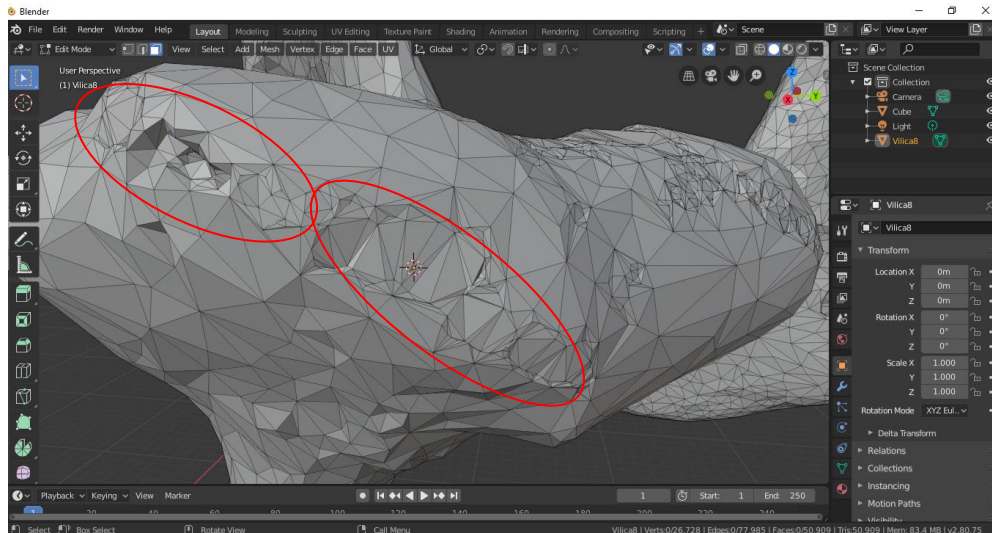 Blender
File Edit Render Window Help Layout Modeling Sculpting UV Editing Texture Paint Shading Animation Rendering Compositing Scripting + Scene View Layer
Edit Mode View Select Add Mesh Vertex Edge Face UV Global
User Perspective
(1) Vilica8
Z
Y
X
Scene Collection
Collection
Camera
Cube
Light
Vilica8
Vilica8
Vilica8
Transform
Location X 0m
Y 0m
Z 0m
Rotation X 0°
Y 0°
Z 0°
Scale X 1.000
Y 1.000
Z 1.000
Rotation Mode XYZ Eul..
Delta Transform
Relations
Collections
Instancing
Motion Paths
Visibility
Playback Keying View Marker 1 Start: 1 End: 250
1 20 40 60 80 100 120 140 160 180 200 220 240
Select Box Select Rotate View Call Menu Vilica8 | Verts:0/26,728 | Edges:0/77,985 | Faces:0/50,909 | Tris:50,909 | Mem: 83.4 MB | v2.80.75